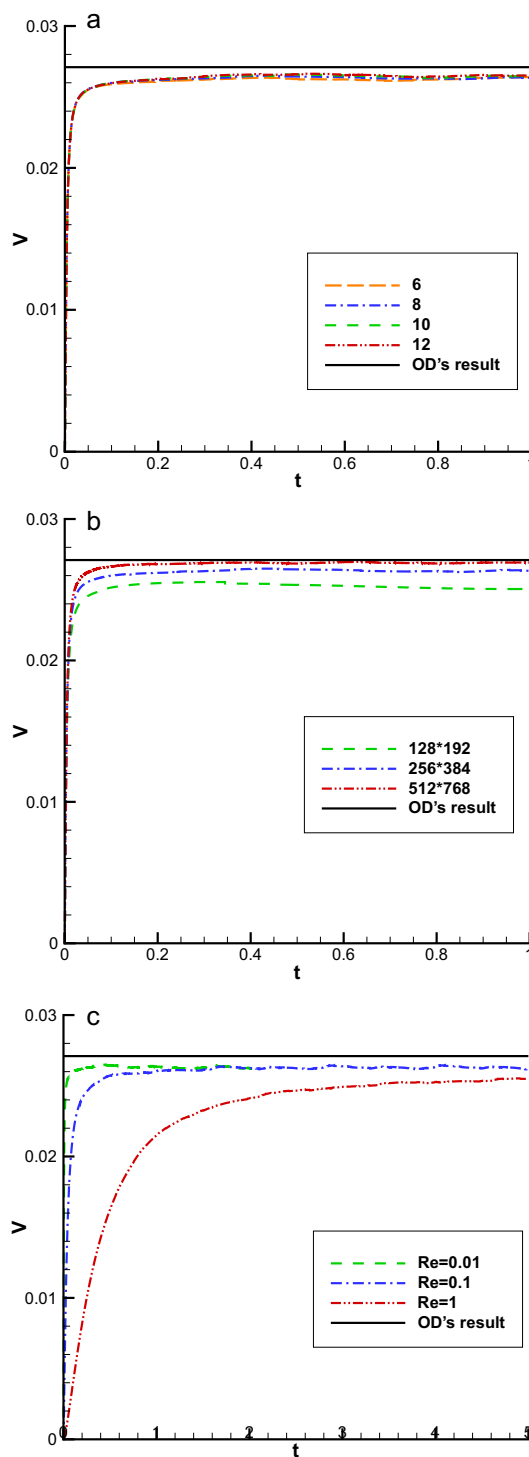 a
0.03
0.02
V
0.01
6
8
10
12
OD's result
0
0 0.2 0.4 0.6 0.8 1
t
b
0.03
0.02
V
0.01
128*192
256*384
512*768
OD's result
0
0 0.2 0.4 0.6 0.8 1
t
c
0.03
0.02
V
0.01
Re=0.01
Re=0.1
Re=1
OD's result
0
0 1 2 3 4 5
t